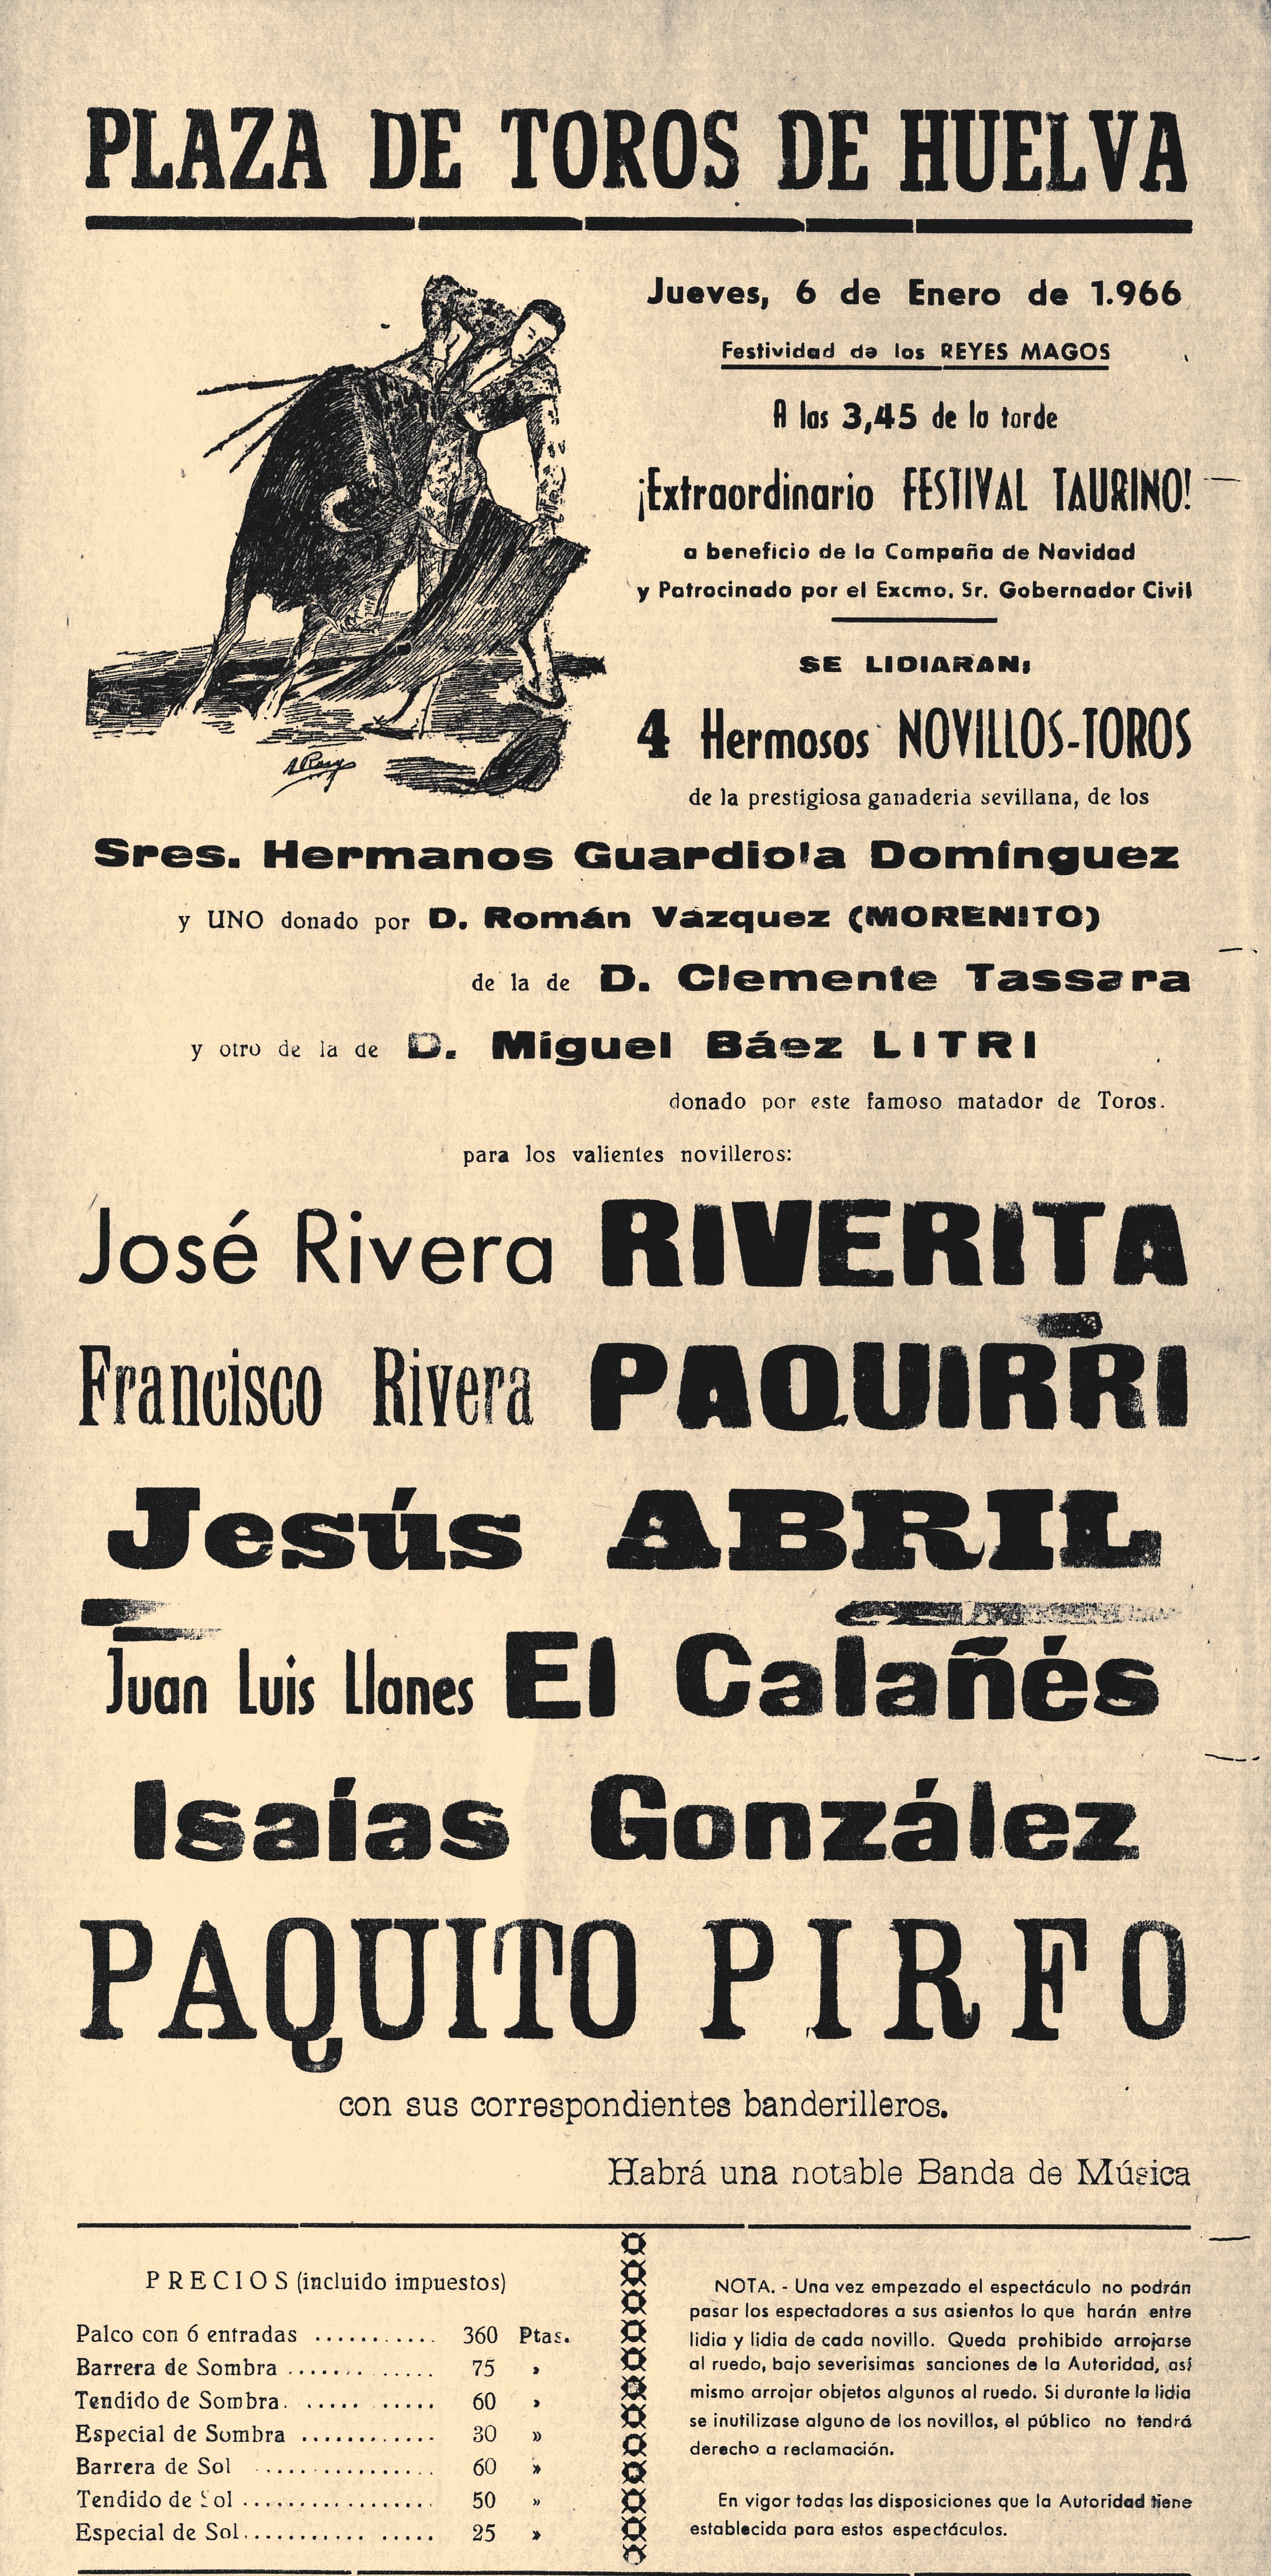 PLAZA DE TOROS DE HUELVA
Jueves, 6 de Enero de 1.966
Festividad de los REYES MAGOS
A las 3,45 de la tarde
¡Extraordinario FESTIVAL TAURINO!
a beneficio de la Compaña de Navidad
y Patrocinado por el Excmo. Sr. Gobernador Civil
SE LIDIARAN:
4 Hermosos NOVILLOS-TOROS
de la prestigiosa ganaderia sevillana, de los
Sres. Hermanos Guardiola Domínguez
y UNO donado por D. Román Vázquez (MORENITO)
de la de D. Clemente Tassara
y otro de la de D. Miguel Báez LITRI
donado por este famoso matador de Toros.
para los valientes novilleros:
José Rivera RIVERITA
Francisco Rivera PAQUIRRI
Jesús ABRIL
Juan Luis Llanes El Calañés
Isaías González
PAQUITO PIRFO
con sus correspondientes banderilleros.
Habrá una notable Banda de Música
PRECIOS (incluido impuestos)
Palco con 6 entradas ............ 360 Ptas.
Barrera de Sombra ............. 75 »
Tendido de Sombra. ..... ..... 60 »
Especial de Sombra ............ 30 »
Barrera de Sol ................. 60 »
Tendido de Sol .................. 50 »
Especial de Sol........... ..... 25 »
NOTA. - Una vez empezado el espectáculo no podrán
pasar los espectadores a sus asientos lo que harán entre
lidia y lidia de cada novillo. Queda prohibido arrojarse
al ruedo, bajo severisimas sanciones de la Autoridad, así
mismo arrojar objetos algunos al ruedo. Si durante la lidia
se inutilizase alguno de los novillos, el público no tendrá
derecho a reclamación.
En vigor todas las disposiciones que la Autoridad tiene
establecida para estos espectáculos.